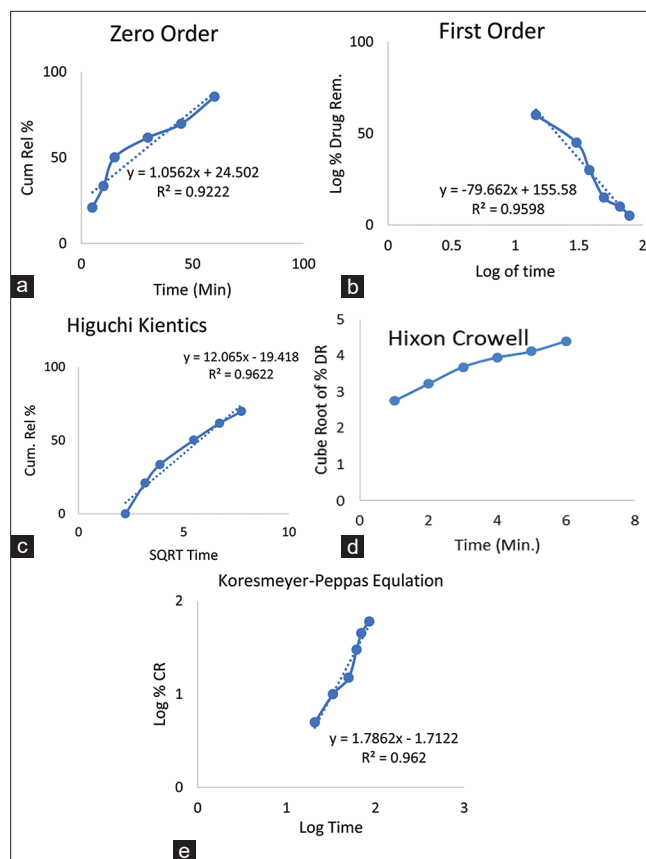 Zero Order
100
50
0
Cum Rel %
y = 1.0562x + 24.502
R² = 0.9222
0
50
100
Time (Min)
a
First Order
100
50
0
Log % Drug Rem.
y = -79.662x + 155.58
R² = 0.9598
0
0.5
1
1.5
2
Log of time
b
Higuchi Kientics
100
50
0
Cum. Rel %
y = 12.065x - 19.418
R² = 0.9622
0
5
10
SQRT Time
c
Hixon Crowell
5
4
3
2
1
0
Cube Root of % DR
0
2
4
6
8
Time (Min.)
d
Koresmeyer-Peppas Equlation
2
1
0
Log % CR
y = 1.7862x - 1.7122
R² = 0.962
0
1
2
3
Log Time
e